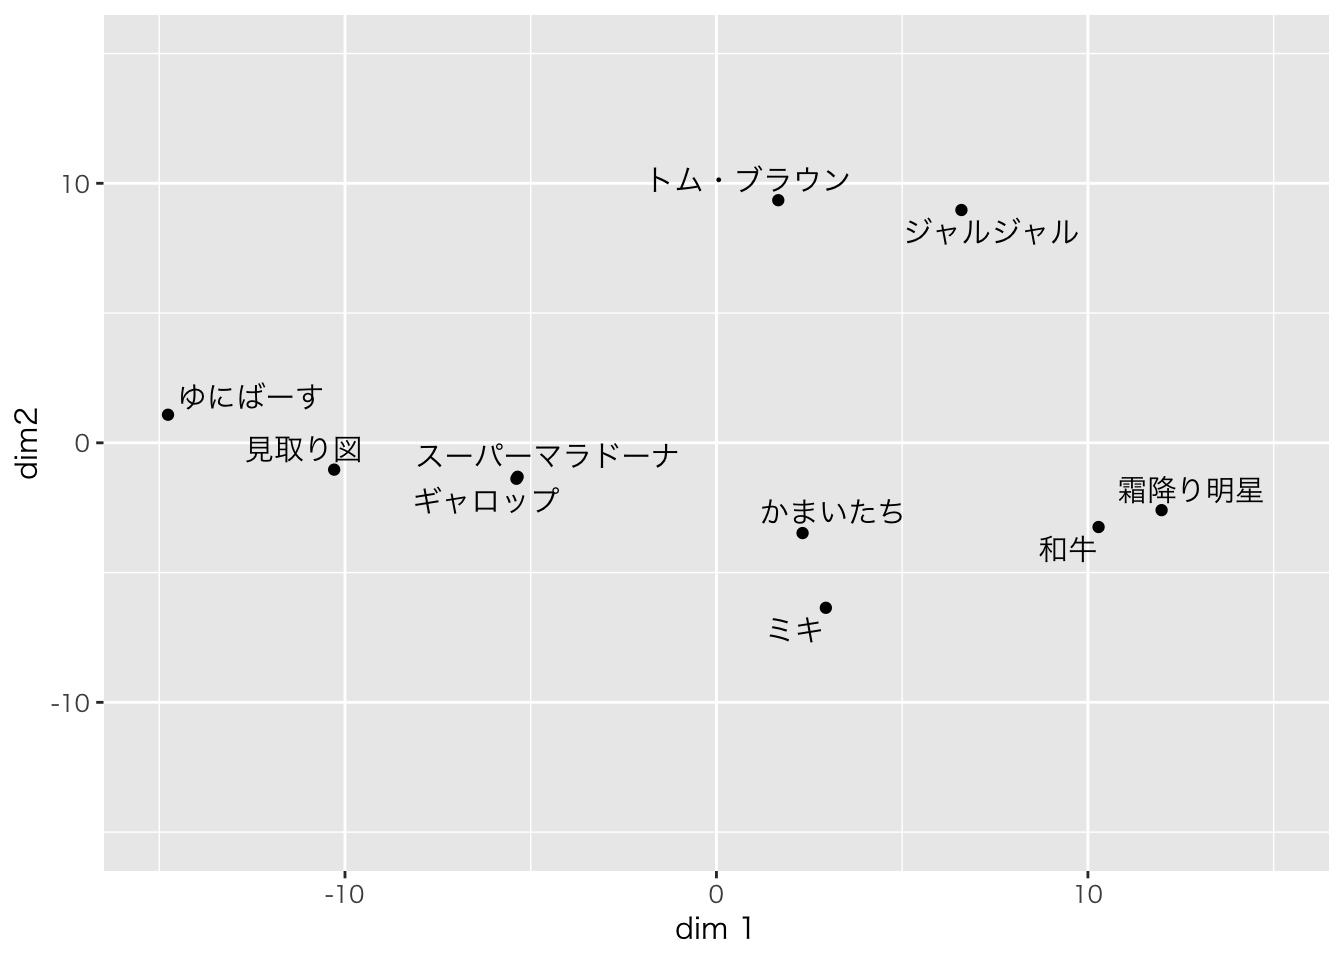 トム・ブラウン
ジャルジャル
ゆにばーす
見取り図
スーパーマラドーナ
ギャロップ
かまいたち
霜降り明星
和牛
ミキ
10
0
-10
dim2
-10
0
10
dim 1